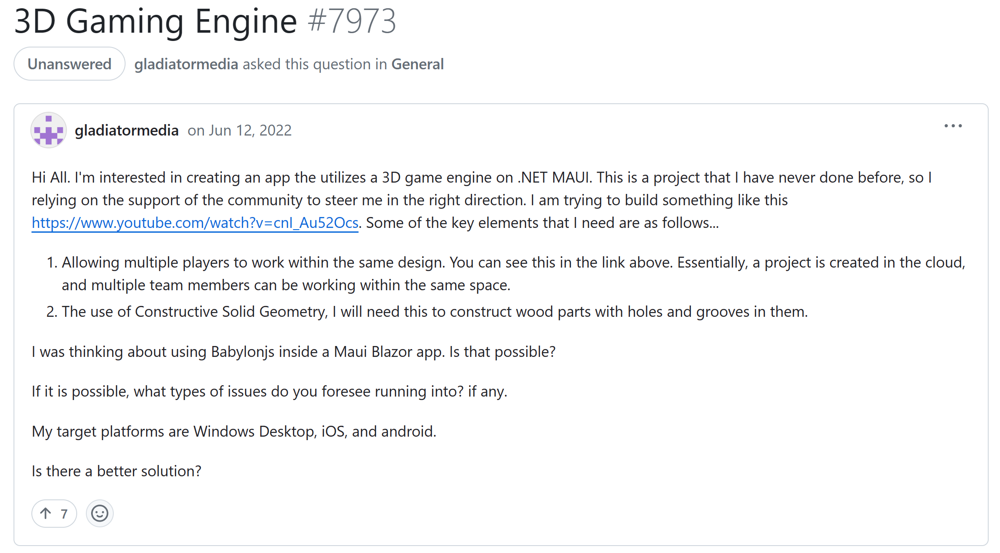 3D Gaming Engine #7973
Unanswered gladiatormedia asked this question in General
gladiatormedia on Jun 12, 2022
Hi All. I'm interested in creating an app the utilizes a 3D game engine on .NET MAUI. This is a project that I have never done before, so I
relying on the support of the community to steer me in the right direction. I am trying to build something like this
https://www.youtube.com/watch?v=cnI_Au52Ocs. Some of the key elements that I need are as follows...
1. Allowing multiple players to work within the same design. You can see this in the link above. Essentially, a project is created in the cloud,
and multiple team members can be working within the same space.
2. The use of Constructive Solid Geometry, I will need this to construct wood parts with holes and grooves in them.
I was thinking about using Babylonjs inside a Maui Blazor app. Is that possible?
If it is possible, what types of issues do you foresee running into? if any.
My target platforms are Windows Desktop, iOS, and android.
Is there a better solution?
7